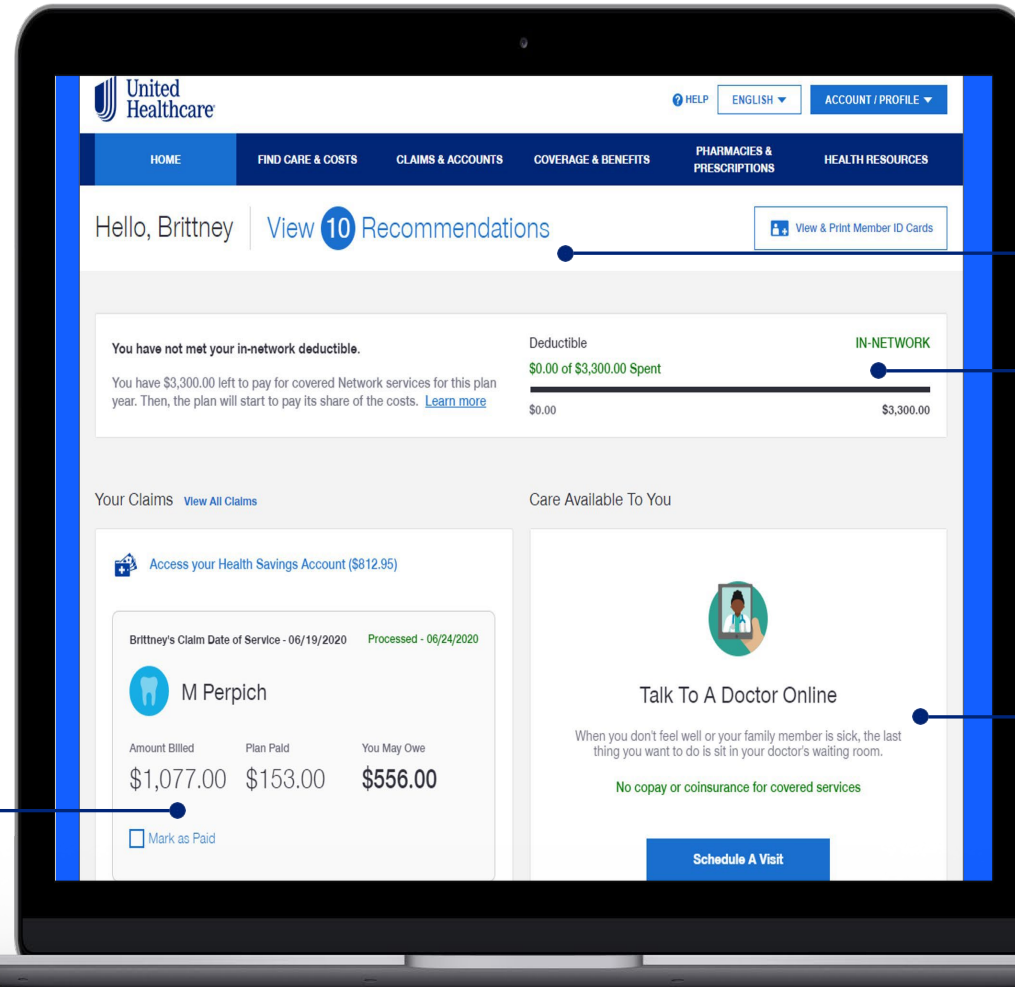 United
Healthcare
HELP
ENGLISH
ACCOUNT / PROFILE
HOME
FIND CARE & COSTS
CLAIMS & ACCOUNTS
COVERAGE & BENEFITS
PHARMACIES &
PRESCRIPTIONS
HEALTH RESOURCES
Hello, Brittney
View 10 Recommendations
View & Print Member ID Cards
You have not met your in-network deductible.
You have $3,300.00 left to pay for covered Network services for this plan
year. Then, the plan will start to pay its share of the costs. Learn more
Deductible
IN-NETWORK
$0.00 of $3,300.00 Spent
$0.00
$3,300.00
Your Claims View All Claims
Access your Health Savings Account ($812.95)
Brittney's Claim Date of Service - 06/19/2020
Processed - 06/24/2020
M Perpich
Amount Billed
Plan Paid
You May Owe
$1,077.00
$153.00
$556.00
Mark as Paid
Care Available To You
Talk To A Doctor Online
When you don't feel well or your family member is sick, the last
thing you want to do is sit in your doctor's waiting room.
No copay or coinsurance for covered services
Schedule A Visit